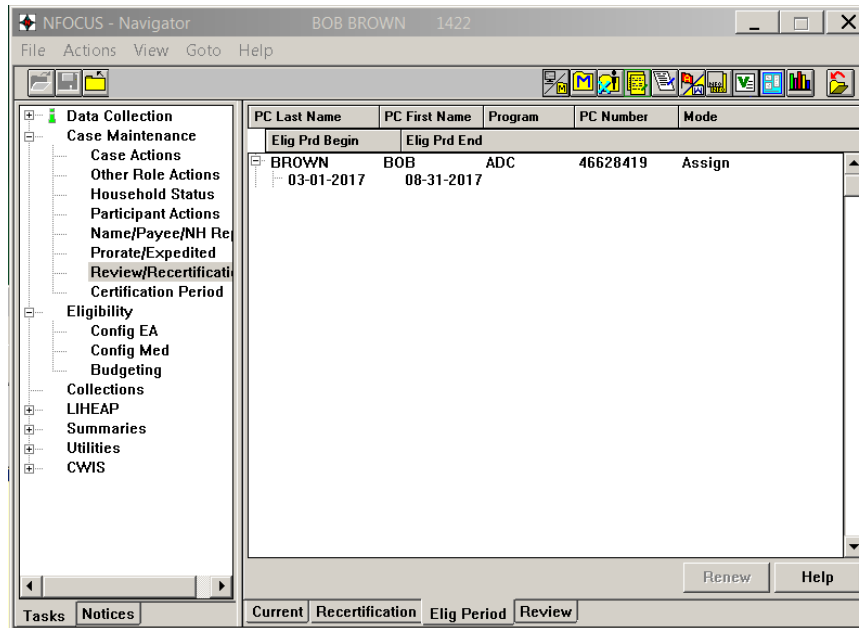 NFOCUS - Navigator BOB BROWN 1422
File Actions View Goto Help
Data Collection
Case Maintenance
Case Actions
Other Role Actions
Household Status
Participant Actions
Name/Payee/NH Re
Prorate/Expedited
Review/Recertificati
Certification Period
Eligibility
Config EA
Config Med
Budgeting
Collections
LIHEAP
Summaries
Utilities
CWIS
Tasks Notices
PC Last Name PC First Name Program PC Number Mode
Elig Prd Begin Elig Prd End
BROWN BOB ADC 46628419 Assign
03-01-2017 08-31-2017
Renew Help
Current Recertification Elig Period Review